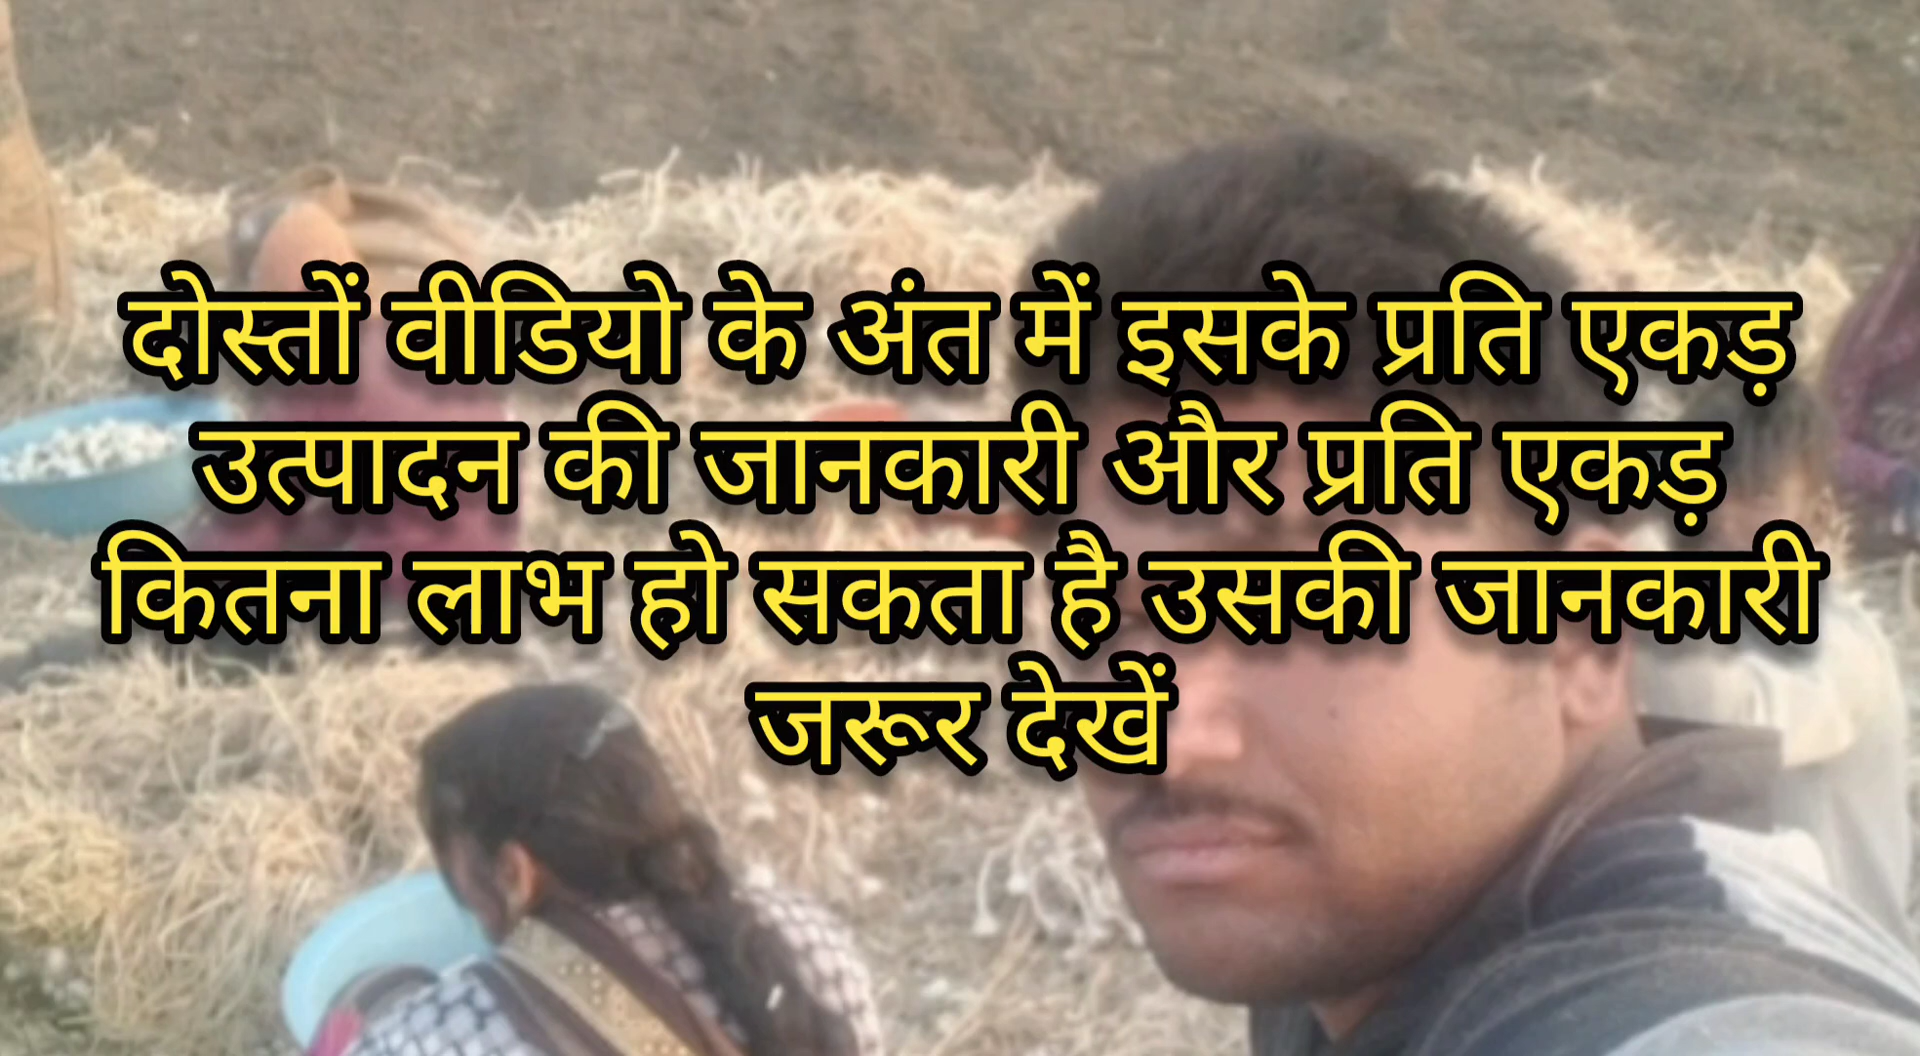 दोस्तों वीडियो के अंत में इसके प्रति एकड़
उत्पादन की जानकारी और प्रति एकड़
कितना लाभ हो सकता है उसकी जानकारी
जरूर देखें